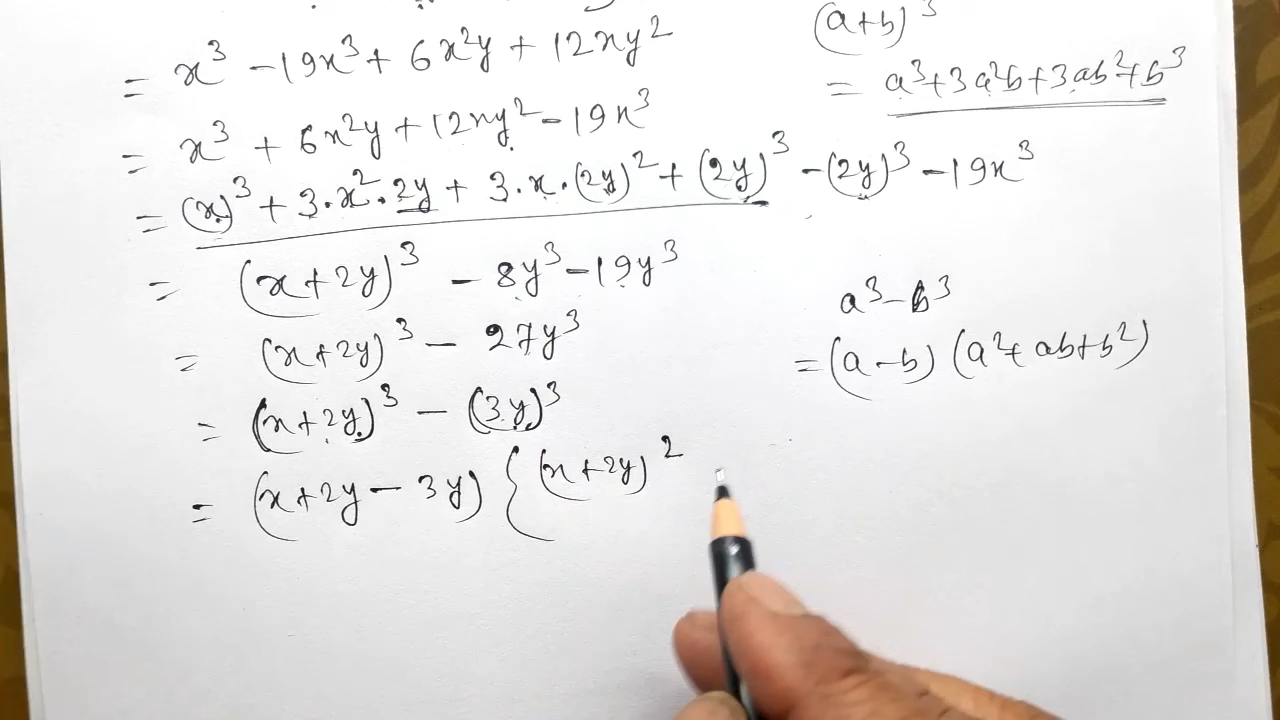 = x³ - 19x³ + 6x²y + 12xy²
= x³ + 6x²y + 12xy² - 19x³
= (x)³ + 3·x²·2y + 3·x·(2y)² + (2y)³ - (2y)³ - 19x³
= (x+2y)³ - 8y³ - 19y³
= (x+2y)³ - 27y³
= (x+2y)³ - (3y)³
= (x+2y - 3y) { (x+2y)²
(a+b)³
= a³+3a²b+3ab²+b³
a³-b³
= (a-b) (a²+ab+b²)